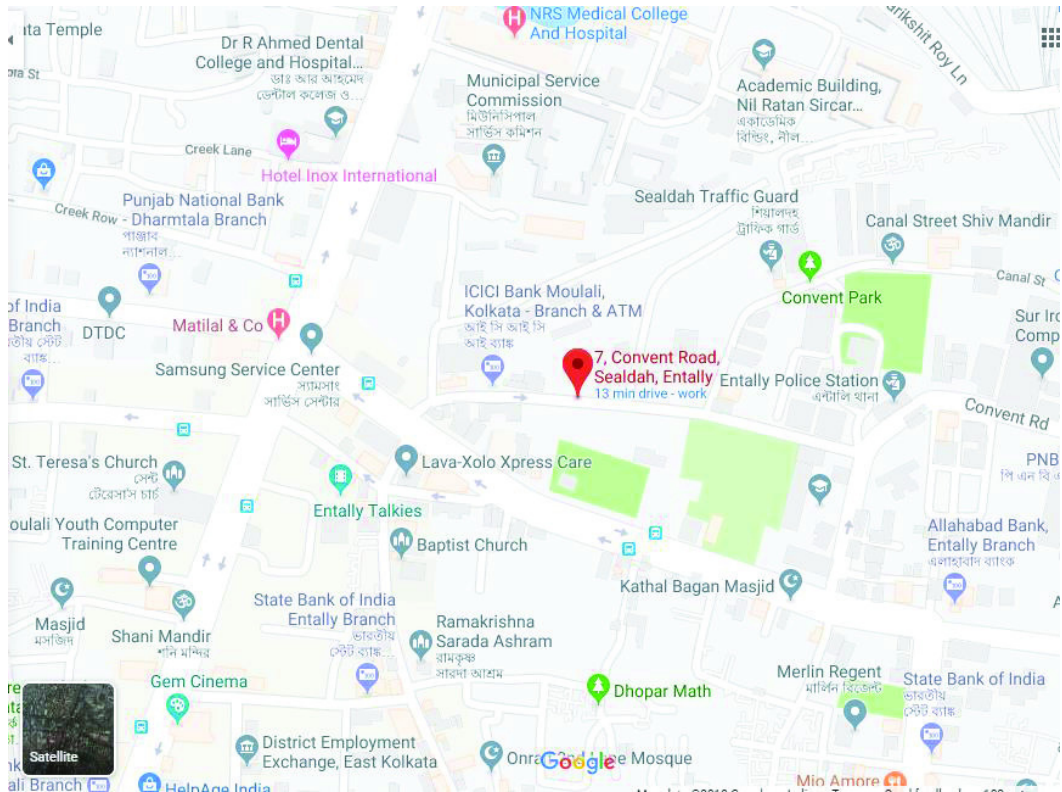 NRS Medical College
And Hospital
ata Temple
Dr R Ahmed Dental
College and Hospital...
ডাঃ আর আহমেদ
ডেন্টাল কলেজ ও...
Municipal Service
Commission
মিউনিসিপাল
সার্ভিস কমিশন
Academic Building,
Nil Ratan Sircar...
একাডেমিক
বিল্ডিং, নীল...
arikshit Roy Ln
ora St
Creek Lane
Hotel Inox International
Creek Row
Punjab National Bank
- Dharmtala Branch
পাঞ্জাব
ন্যাশনাল...
Sealdah Traffic Guard
শিয়ালদহ
ট্রাফিক গার্ড
Canal Street Shiv Mandir
Canal St
Convent Park
of India
Branch
তীয় স্টেট
ব্যাঙ্ক...
DTDC
Matilal & Co
ICICI Bank Moulali,
Kolkata - Branch & ATM
আই সি আই সি
আই ব্যাঙ্ক
Sur Iro
Comp
Samsung Service Center
স্যামসাং
সার্ভিস সেন্টার
7, Convent Road,
Sealdah, Entally
13 min drive - work
Entally Police Station
এন্টালি থানা
Convent Rd
St. Teresa's Church
সেন্ট
টেরেসা'স চার্চ
Lava-Xolo Xpress Care
PNB
পি এন বি
Entally Talkies
oulali Youth Computer
Training Centre
Baptist Church
Allahabad Bank,
Entally Branch
এলাহাবাদ ব্যাংক
Kathal Bagan Masjid
Masjid
মসজিদ
Shani Mandir
শনি মন্দির
State Bank of India
Entally Branch
ভারতীয়
স্টেট ব্যাঙ্ক...
Ramakrishna
Sarada Ashram
রামকৃষ্ণ
সারদা আশ্রম
Gem Cinema
Dhopar Math
Merlin Regent
মার্লিন রিজেন্ট
State Bank of India
ভারতীয়
স্টেট ব্যাঙ্ক
Satellite
District Employment
Exchange, East Kolkata
Google
Mosque
Mio Amore
ali Branch
HelpAge India